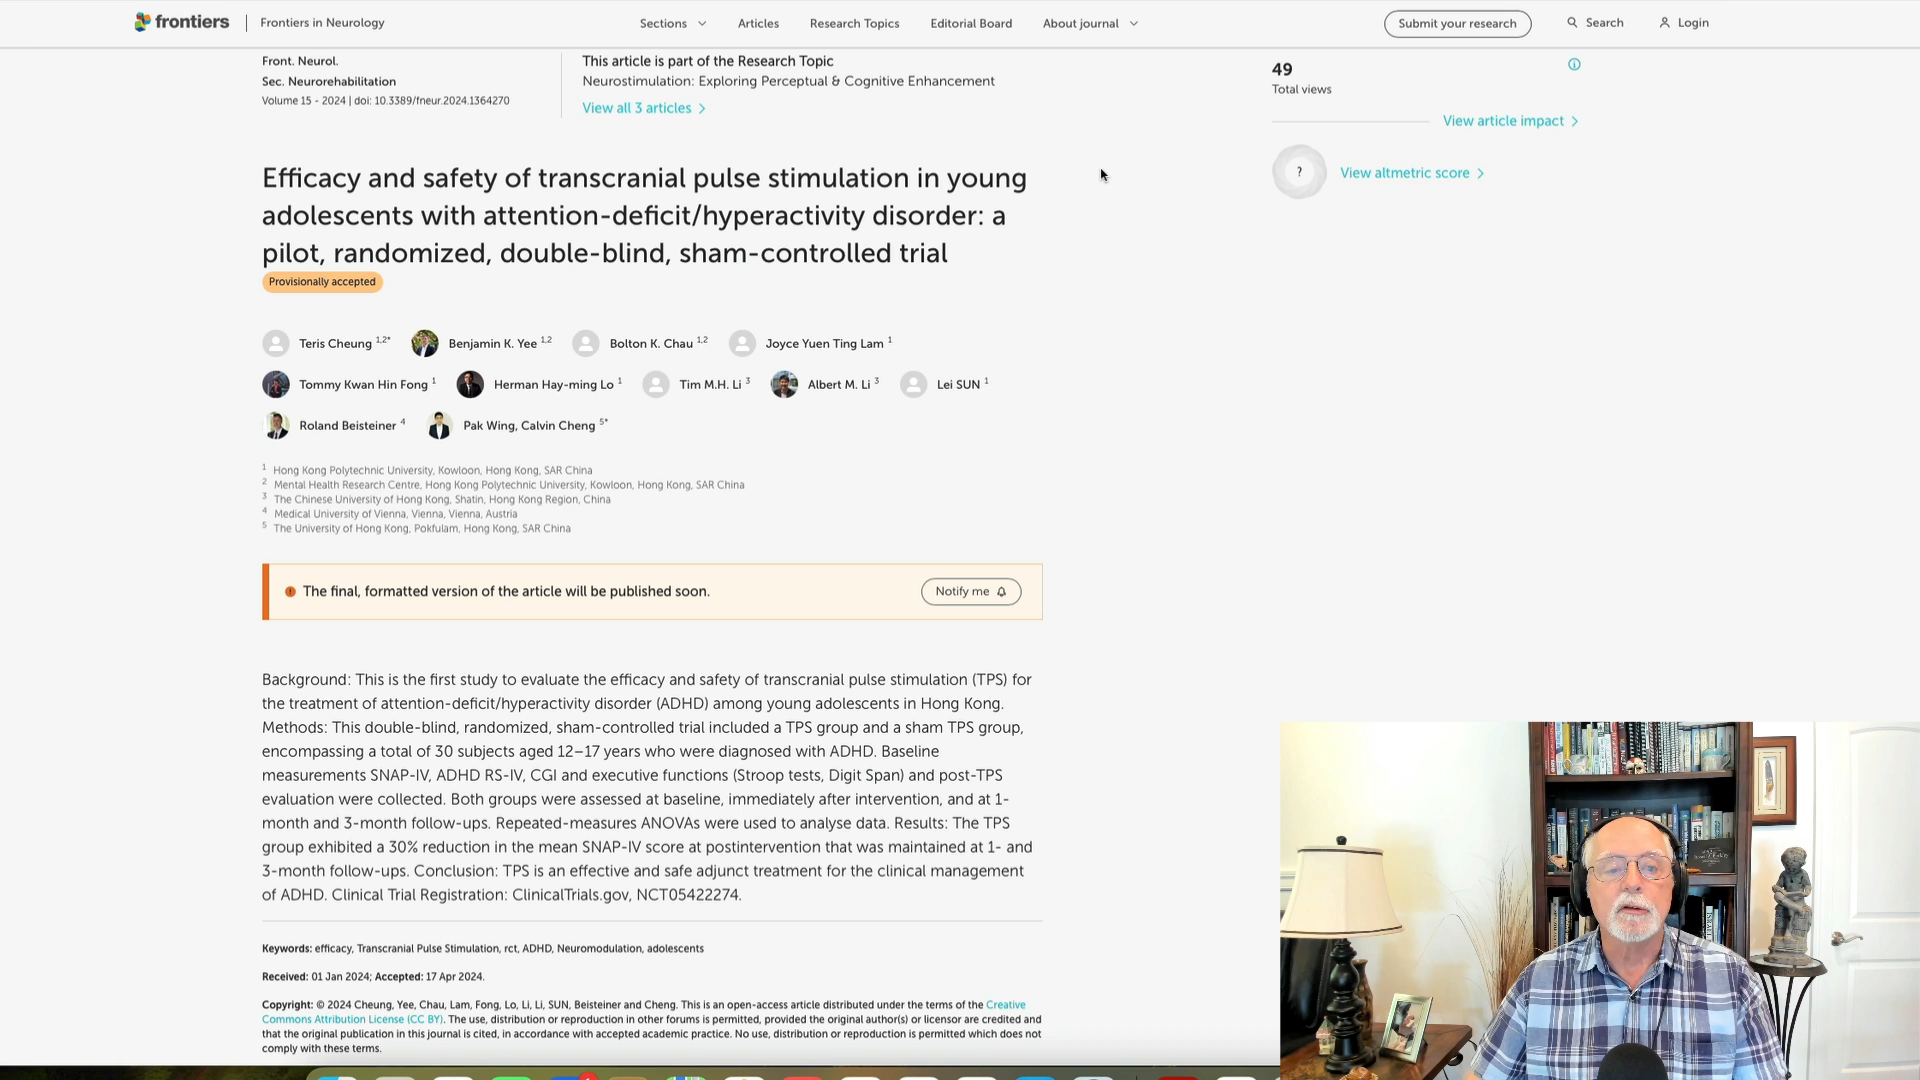 frontiers
Frontiers in Neurology
Sections
Articles
Research Topics
Editorial Board
About journal
Submit your research
Search
Login
Front. Neurol.
Sec. Neurorehabilitation
Volume 15 - 2024 | doi: 10.3389/fneur.2024.1364270
This article is part of the Research Topic
Neurostimulation: Exploring Perceptual & Cognitive Enhancement
View all 3 articles
49
Total views
View article impact
?
View altmetric score
Efficacy and safety of transcranial pulse stimulation in young
adolescents with attention-deficit/hyperactivity disorder: a
pilot, randomized, double-blind, sham-controlled trial
Provisionally accepted
Teris Cheung 1,2* Benjamin K. Yee 1,2 Bolton K. Chau 1,2 Joyce Yuen Ting Lam 1
Tommy Kwan Hin Fong 1 Herman Hay-ming Lo 1 Tim M.H. Li 3 Albert M. Li 3 Lei SUN 1
Roland Beisteiner 4 Pak Wing, Calvin Cheng 5*
1 Hong Kong Polytechnic University, Kowloon, Hong Kong, SAR China
2 Mental Health Research Centre, Hong Kong Polytechnic University, Kowloon, Hong Kong, SAR China
3 The Chinese University of Hong Kong, Shatin, Hong Kong Region, China
4 Medical University of Vienna, Vienna, Vienna, Austria
5 The University of Hong Kong, Pokfulam, Hong Kong, SAR China
The final, formatted version of the article will be published soon.
Notify me
Background: This is the first study to evaluate the efficacy and safety of transcranial pulse stimulation (TPS) for
the treatment of attention-deficit/hyperactivity disorder (ADHD) among young adolescents in Hong Kong.
Methods: This double-blind, randomized, sham-controlled trial included a TPS group and a sham TPS group,
encompassing a total of 30 subjects aged 12–17 years who were diagnosed with ADHD. Baseline
measurements SNAP-IV, ADHD RS-IV, CGI and executive functions (Stroop tests, Digit Span) and post-TPS
evaluation were collected. Both groups were assessed at baseline, immediately after intervention, and at 1-
month and 3-month follow-ups. Repeated-measures ANOVAs were used to analyse data. Results: The TPS
group exhibited a 30% reduction in the mean SNAP-IV score at postintervention that was maintained at 1- and
3-month follow-ups. Conclusion: TPS is an effective and safe adjunct treatment for the clinical management
of ADHD. Clinical Trial Registration: ClinicalTrials.gov, NCT05422274.
Keywords: efficacy, Transcranial Pulse Stimulation, rct, ADHD, Neuromodulation, adolescents
Received: 01 Jan 2024; Accepted: 17 Apr 2024.
Copyright: © 2024 Cheung, Yee, Chau, Lam, Fong, Lo, Li, Li, SUN, Beisteiner and Cheng. This is an open-access article distributed under the terms of the Creative
Commons Attribution License (CC BY). The use, distribution or reproduction in other forums is permitted, provided the original author(s) or licensor are credited and
that the original publication in this journal is cited, in accordance with accepted academic practice. No use, distribution or reproduction is permitted which does not
comply with these terms.